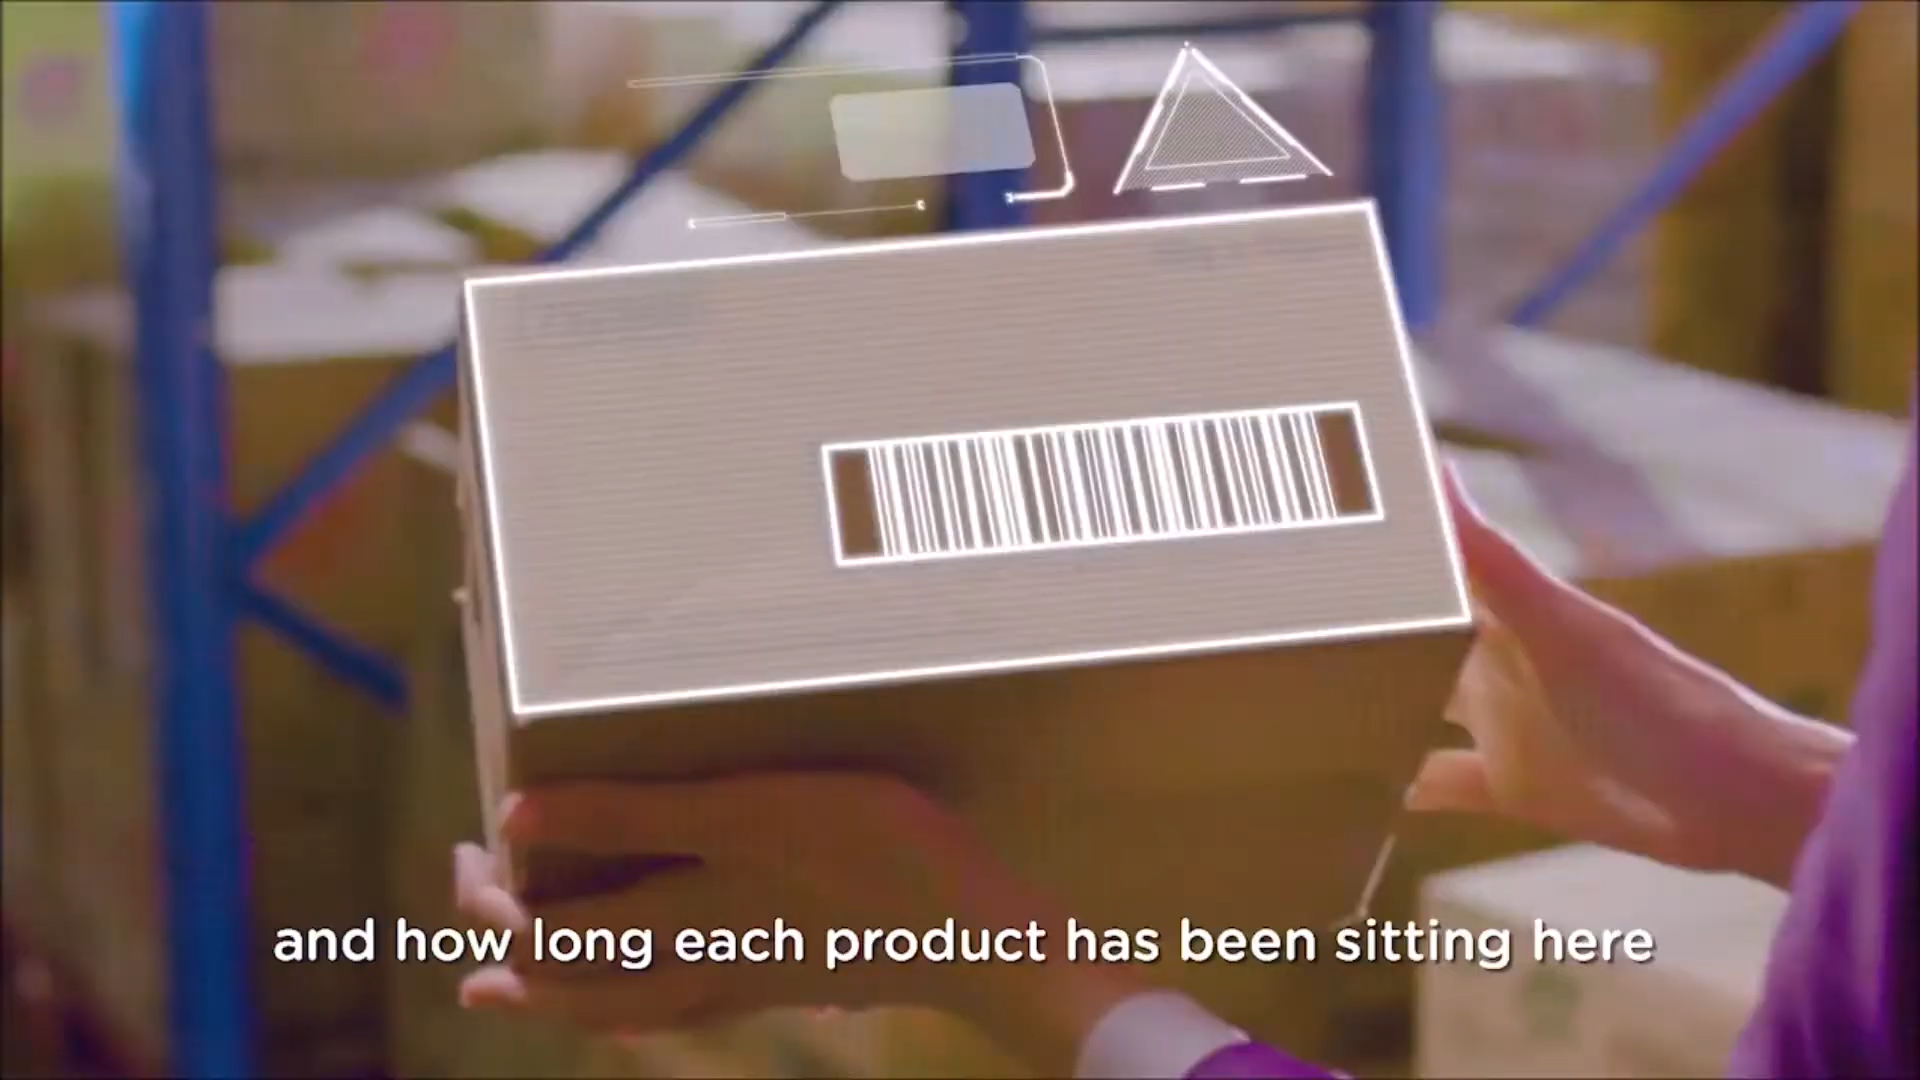 and how long each product has been sitting here